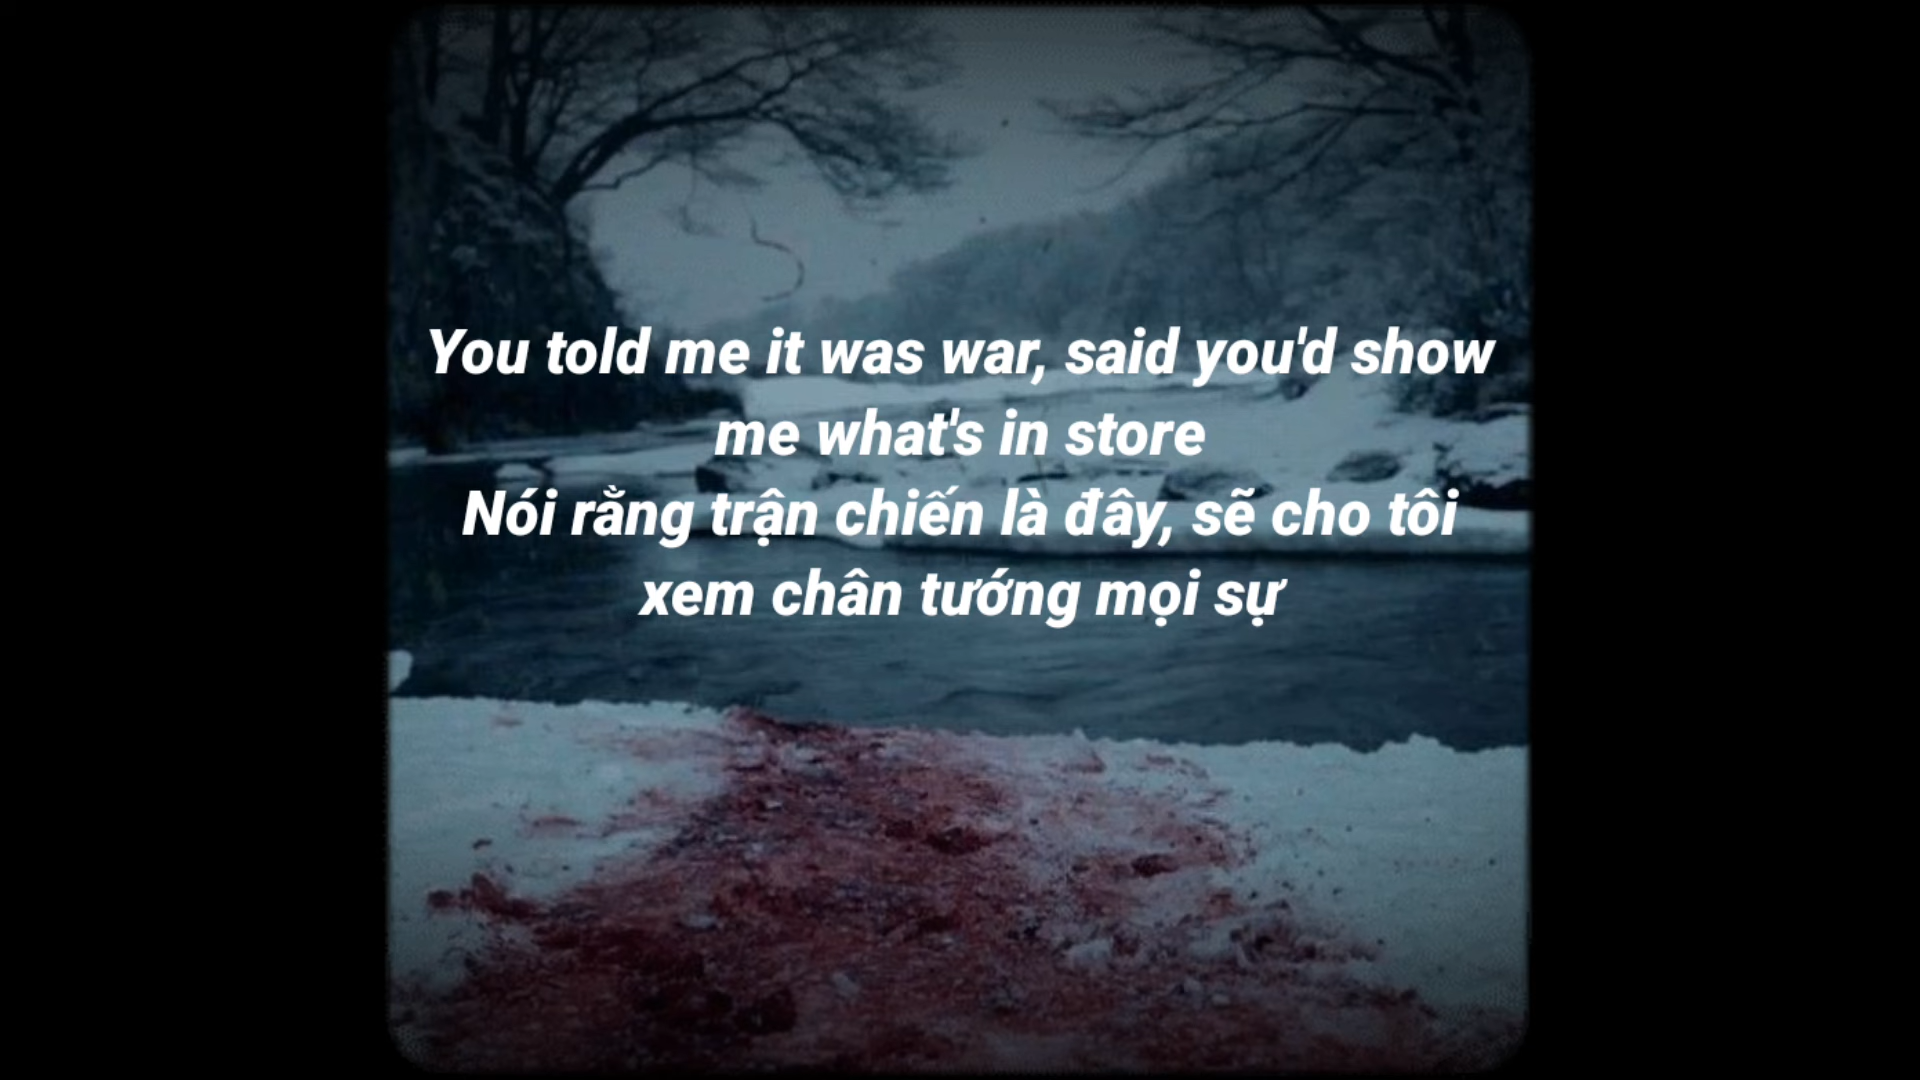 You told me it was war, said you'd show
me what's in store
Nói rằng trận chiến là đây, sẽ cho tôi
xem chân tướng mọi sự